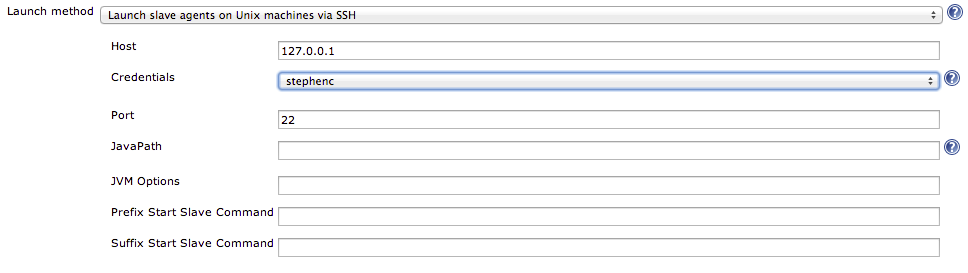 Launch method Launch slave agents on Unix machines via SSH ?
Host 127.0.0.1
Credentials stephenc ?
Port 22
JavaPath ?
JVM Options
Prefix Start Slave Command
Suffix Start Slave Command